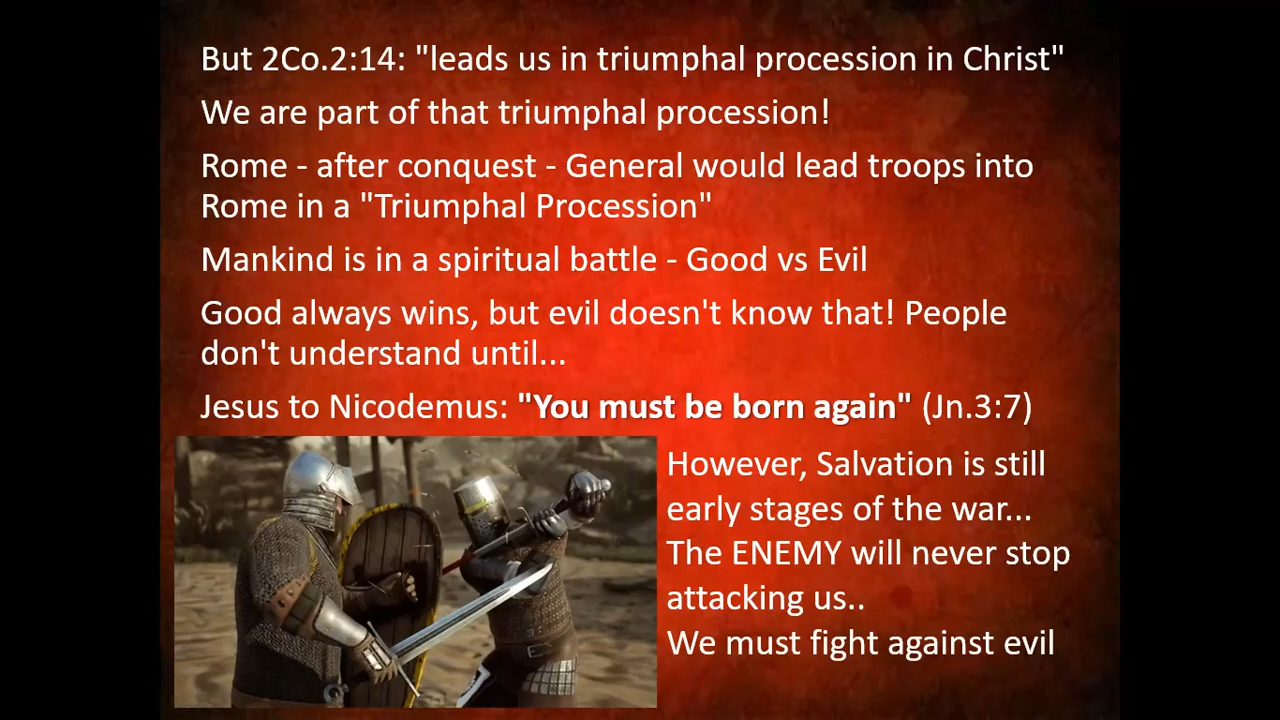 But 2Co.2:14: "leads us in triumphal procession in Christ"
We are part of that triumphal procession!
Rome - after conquest - General would lead troops into
Rome in a "Triumphal Procession"
Mankind is in a spiritual battle - Good vs Evil
Good always wins, but evil doesn't know that! People
don't understand until...
Jesus to Nicodemus: "You must be born again" (Jn.3:7)
However, Salvation is still
early stages of the war...
The ENEMY will never stop
attacking us..
We must fight against evil